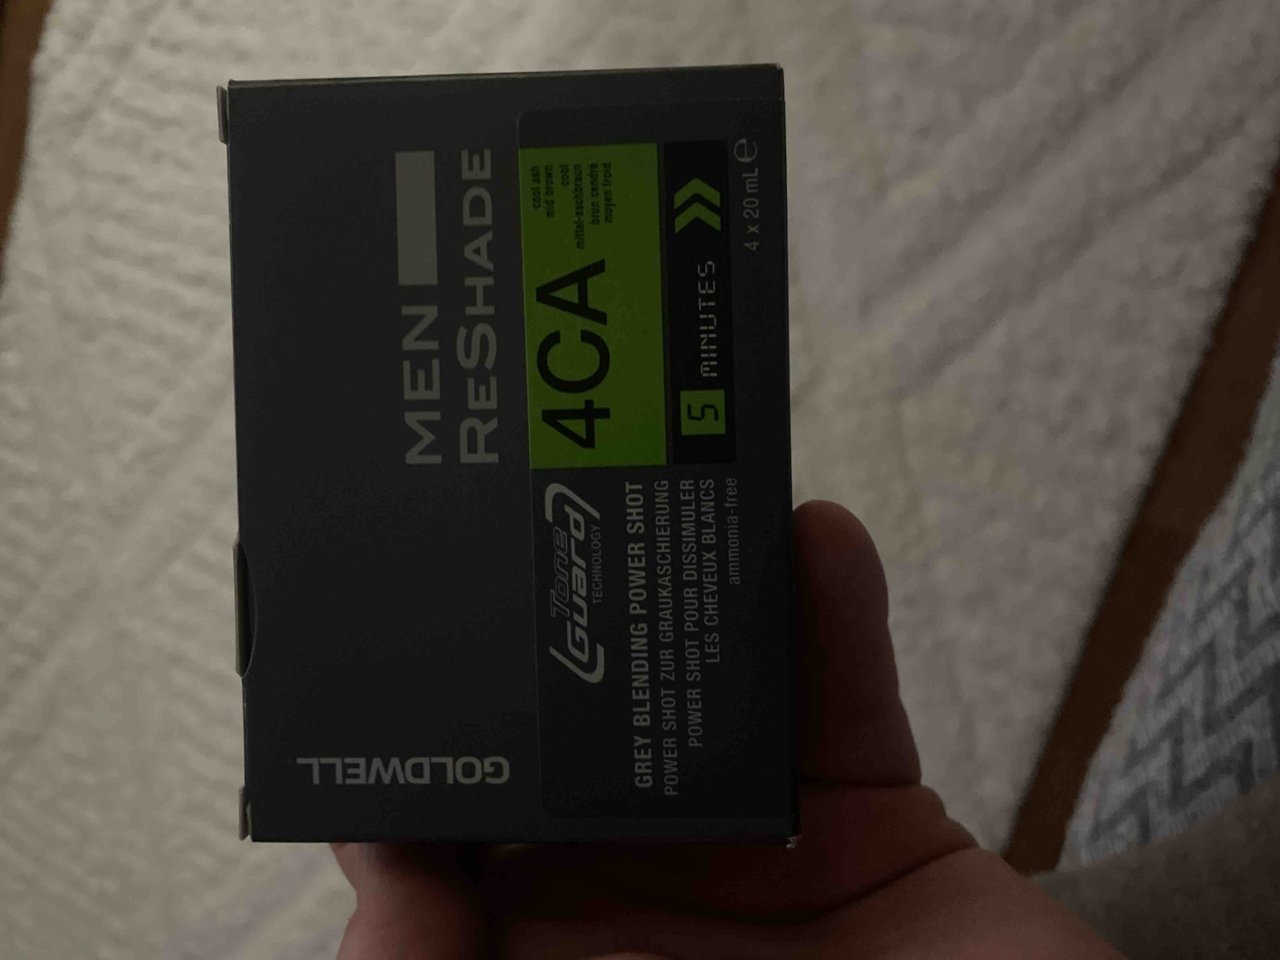 MEN
RESHADE
4CA
cool ash
mid brown
cool
mittel-aschbraun
brun cendré
moyen froid
5 MINUTES
4 x 20 mL ℮
Tone
Guard
TECHNOLOGY
GREY BLENDING POWER SHOT
POWER SHOT ZUR GRAUKASCHIERUNG
POWER SHOT POUR DISSIMULER
LES CHEVEUX BLANCS
ammonia-free
GOLDWELL